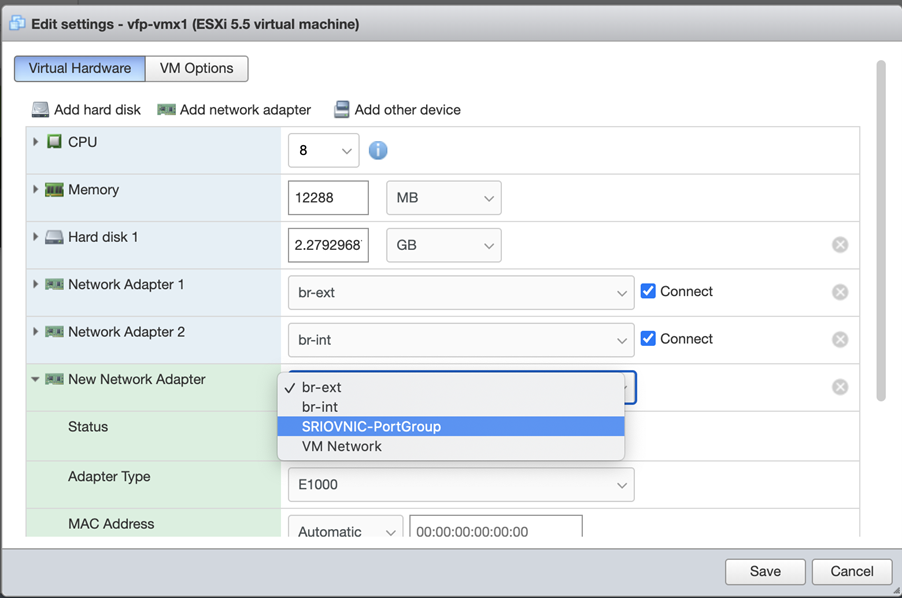 Edit settings - vfp-vmx1 (ESXi 5.5 virtual machine)
Virtual Hardware VM Options
Add hard disk Add network adapter Add other device
CPU 8
Memory 12288 MB
Hard disk 1 2.2792968 GB
Network Adapter 1 br-ext Connect
Network Adapter 2 br-int Connect
New Network Adapter br-ext
br-int
Status SRIOVNIC-PortGroup
VM Network
Adapter Type E1000
MAC Address Automatic 00:00:00:00:00:00
Save Cancel